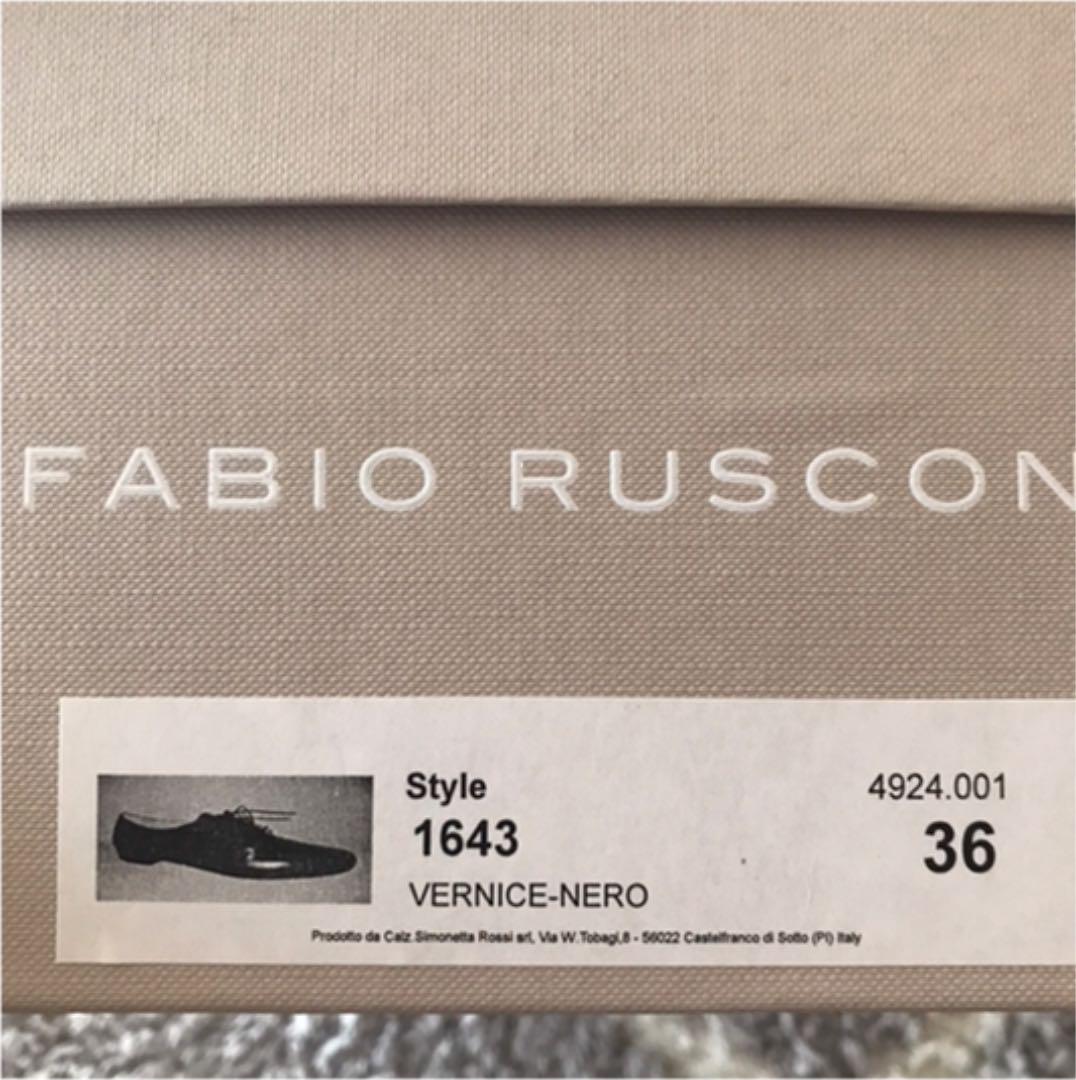 FABIO RUSCON
Style
4924.001
1643
36
VERNICE-NERO
Prodotto da Calz.Simonetta Rossi srl, Via W.Tobagi,8 - 56022 Castelfranco di Sotto (PI) Italy